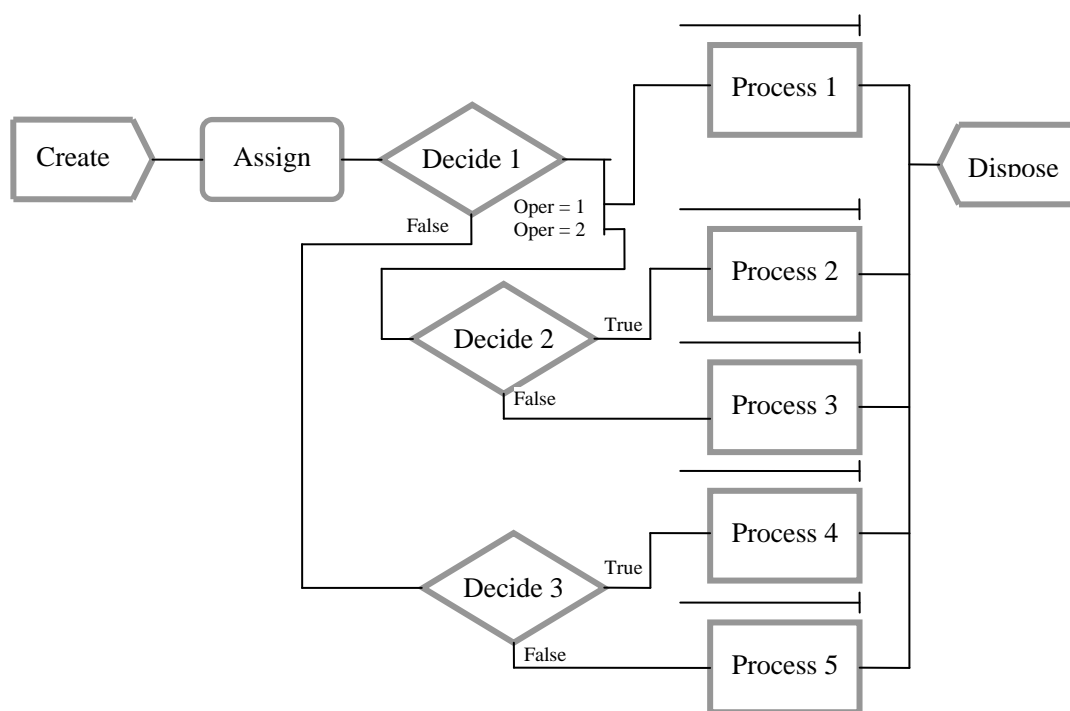 Process 1
Create
Assign
Decide 1
Dispose
False
Oper = 1
Oper = 2
Process 2
True
Decide 2
False
Process 3
Process 4
True
Decide 3
False
Process 5